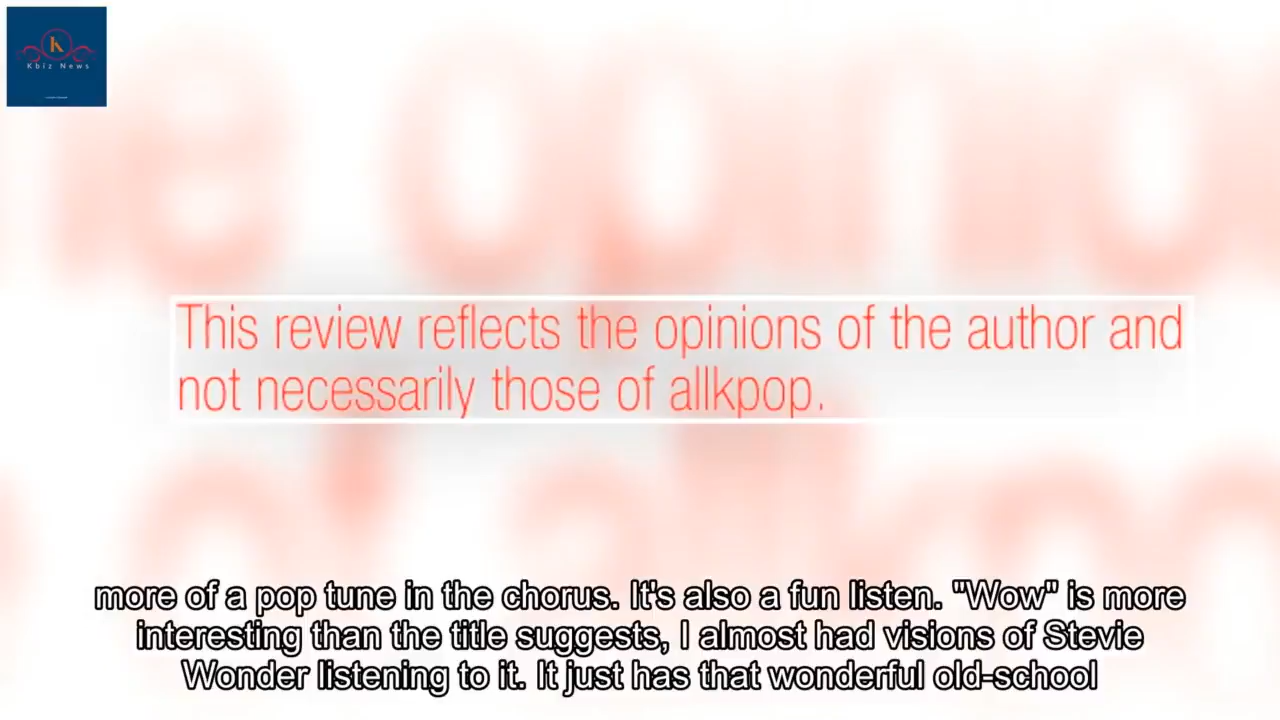 K
Kbiz News
This review reflects the opinions of the author and
not necessarily those of allkpop.
more of a pop tune in the chorus. It's also a fun listen. "Wow" is more
interesting than the title suggests, I almost had visions of Stevie
Wonder listening to it. It just has that wonderful old-school